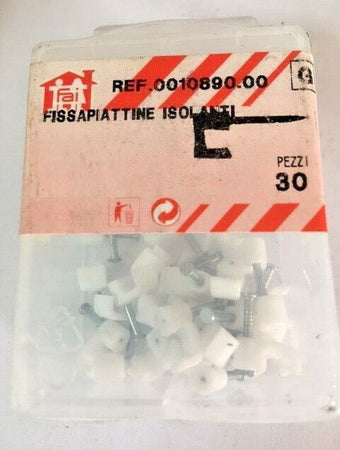 Fai
REF.0010890.00
G
FISSAPIATTINE ISOLANTI
PEZZI
30